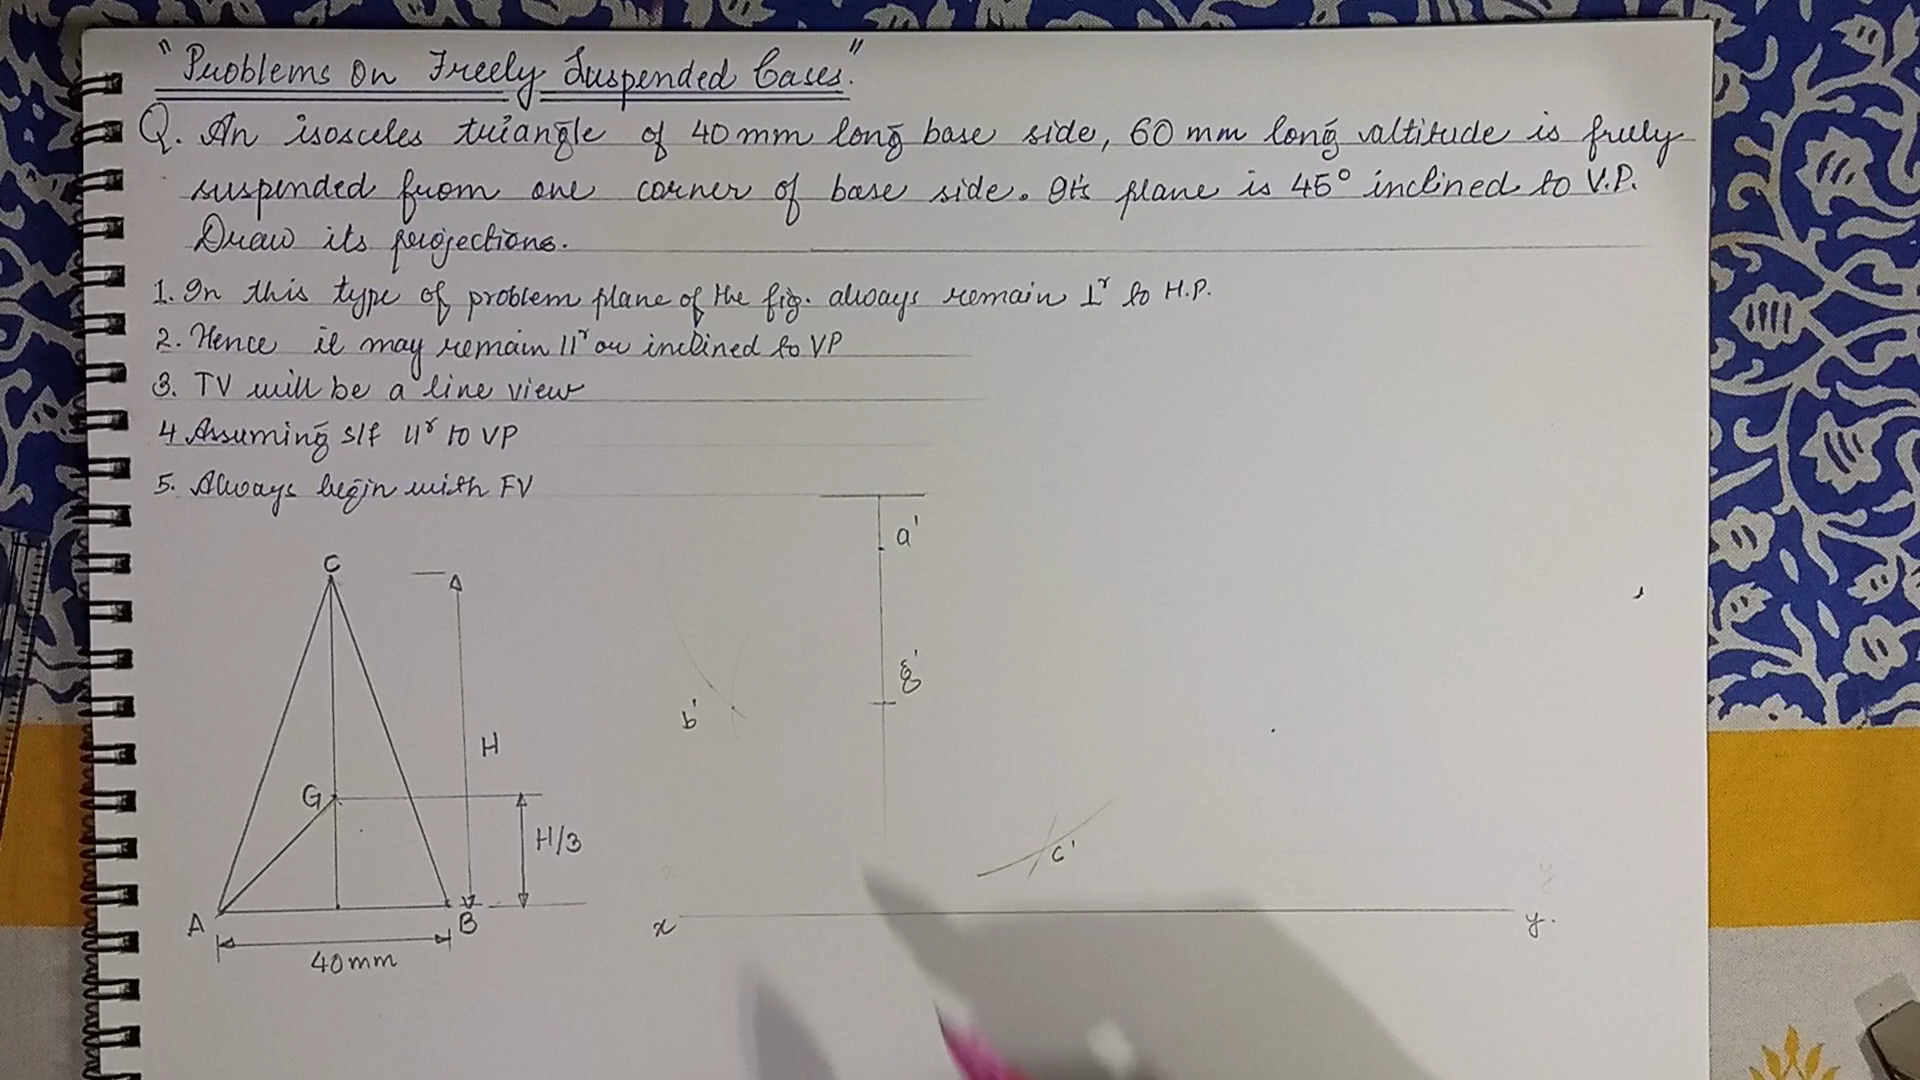 "Problems On Freely Suspended Cases."
Q. An isosceles triangle of 40 mm long base side, 60 mm long altitude is freely
suspended from one corner of base side. It's plane is 45° inclined to V.P.
Draw its projections.
1. In this type of problem plane of the fig. always remain ⊥r to H.P.
2. Hence it may remain 11r or inclined to VP
3. TV will be a line view
4 Assuming slf 11r to VP
5. Always begin with FV
a'
C
g'
b'
H
G
H/3
c'
A
B
x
y.
40mm